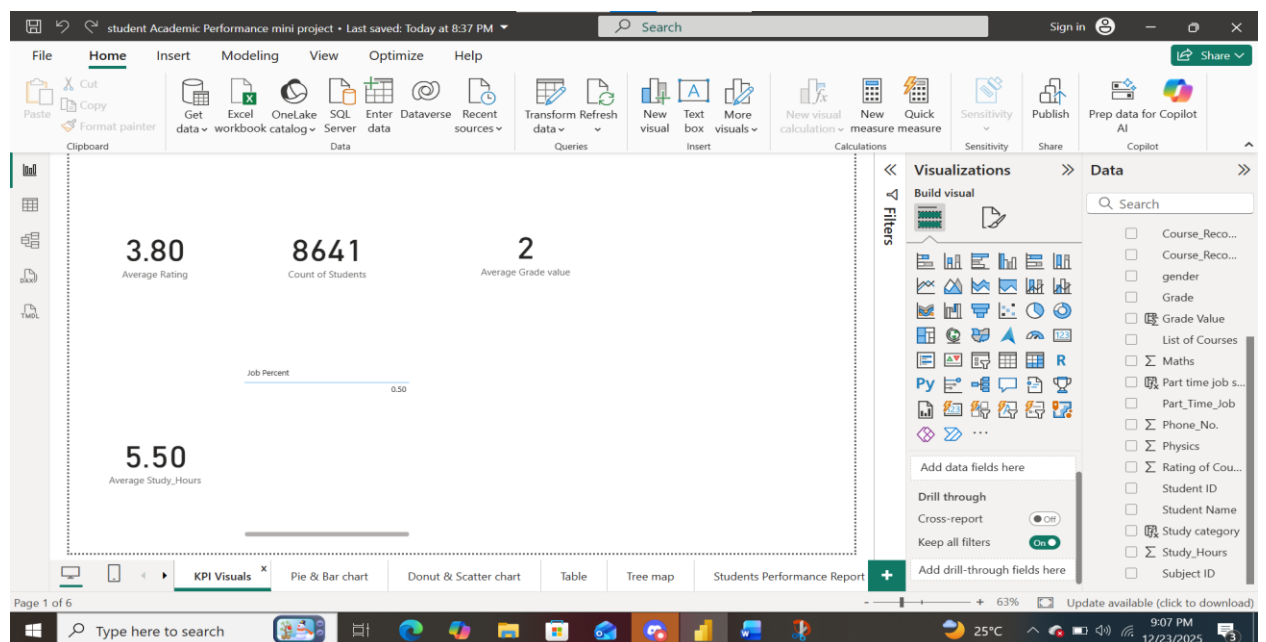 student Academic Performance mini project • Last saved: Today at 8:37 PM
Search
Sign in
File Home Insert Modeling View Optimize Help
Share
Paste
Cut
Copy
Format painter
Clipboard
Get data
Excel workbook
OneLake catalog
SQL Server
Enter data
Dataverse
Recent sources
Data
Transform data
Refresh
Queries
New visual
Text box
More visuals
Insert
New visual calculation
New measure
Quick measure
Calculations
Sensitivity
Sensitivity
Publish
Share
Prep data for AI
Copilot
Copilot
3.80
Average Rating
8641
Count of Students
2
Average Grade value
Job Percent
0.50
5.50
Average Study_Hours
Filters
Visualizations
Build visual
123
R
Py
Add data fields here
Drill through
Cross-report
Off
Keep all filters
On
Add drill-through fields here
Data
Search
Course_Reco...
Course_Reco...
gender
Grade
Grade Value
List of Courses
Maths
Part time job s...
Part_Time_Job
Phone_No.
Physics
Rating of Cou...
Student ID
Student Name
Study category
Study_Hours
Subject ID
DAX
TMDL
KPI Visuals Pie & Bar chart Donut & Scatter chart Table Tree map Students Performance Report
Page 1 of 6
63%
Update available (click to download)
Type here to search
25°C
9:07 PM
12/23/2025
3